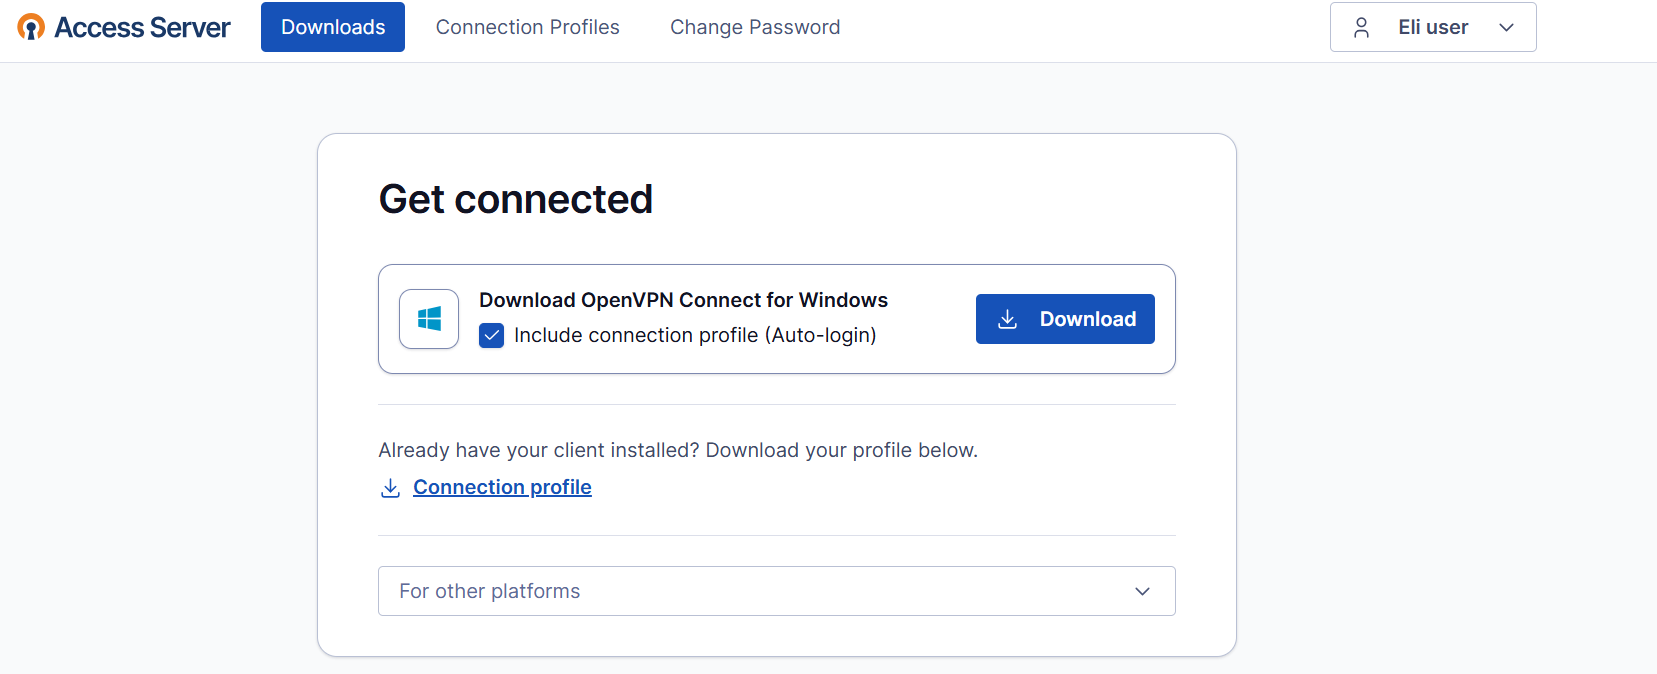 Access Server
Downloads
Connection Profiles
Change Password
Eli user
Get connected
Download OpenVPN Connect for Windows
Include connection profile (Auto-login)
Download
Already have your client installed? Download your profile below.
Connection profile
For other platforms